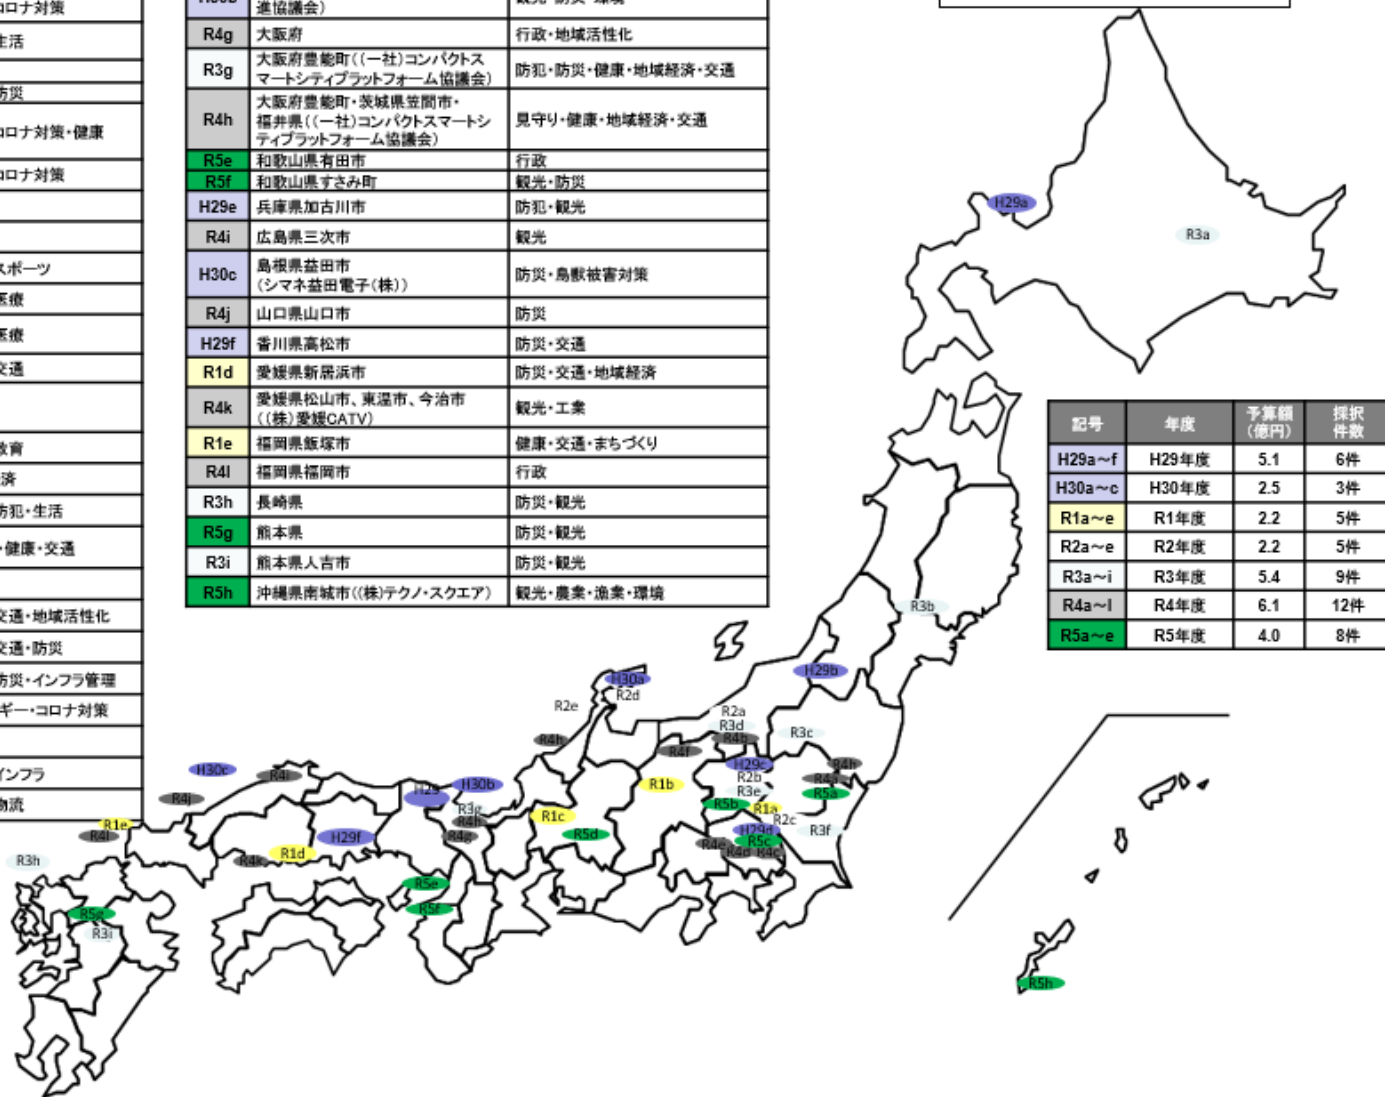 コロナ対策
生活
防災
コロナ対策・健康
コロナ対策
スポーツ
医療
医療
交通
教育
済
防犯・生活
・健康・交通
交通・地域活性化
交通・防災
防災・インフラ管理
ギー・コロナ対策
インフラ
物流
進協議会)
R4g 大阪府 行政・地域活性化
R3g 大阪府豊能町((一社)コンパクトス
マートシティプラットフォーム協議会) 防犯・防災・健康・地域経済・交通
R4h 大阪府豊能町・茨城県笠間市・
福井県((一社)コンパクトスマートシ
ティプラットフォーム協議会) 見守り・健康・地域経済・交通
R5e 和歌山県有田市 行政
R5f 和歌山県すさみ町 観光・防災
H29e 兵庫県加古川市 防犯・観光
R4i 広島県三次市 観光
H30c 島根県益田市
(シマネ益田電子(株)) 防災・鳥獣被害対策
R4j 山口県山口市 防災
H29f 香川県高松市 防災・交通
R1d 愛媛県新居浜市 防災・交通・地域経済
R4k 愛媛県松山市、東温市、今治市
((株)愛媛CATV) 観光・工業
R1e 福岡県飯塚市 健康・交通・まちづくり
R4l 福岡県福岡市 行政
R3h 長崎県 防災・観光
R5g 熊本県 防災・観光
R3i 熊本県人吉市 防災・観光
R5h 沖縄県南城市((株)テクノ・スクエア) 観光・農業・漁業・環境
記号 年度 予算額
(億円) 採択
件数
H29a~f H29年度 5.1 6件
H30a~c H30年度 2.5 3件
R1a~e R1年度 2.2 5件
R2a~e R2年度 2.2 5件
R3a~i R3年度 5.4 9件
R4a~l R4年度 6.1 12件
R5a~e R5年度 4.0 8件
H29a
R3a
R3b
H29b
H30a
R2d
R2e
R2a
R3d
R4b
R3c
R4h
R4f
H29c
R2b
R3e
R4h
R4a
R5a
R1b
R5b
R1a
R2c
R3f
H29d
R5c
R4e
R4d
R4c
R1c
R5d
H30c
R4i
R4j
H29
H30b
R3g
R4h
R4g
R1e
R4l
H29f
R1d
R4k
R3h
R5e
R5f
R5g
R3i
R5h